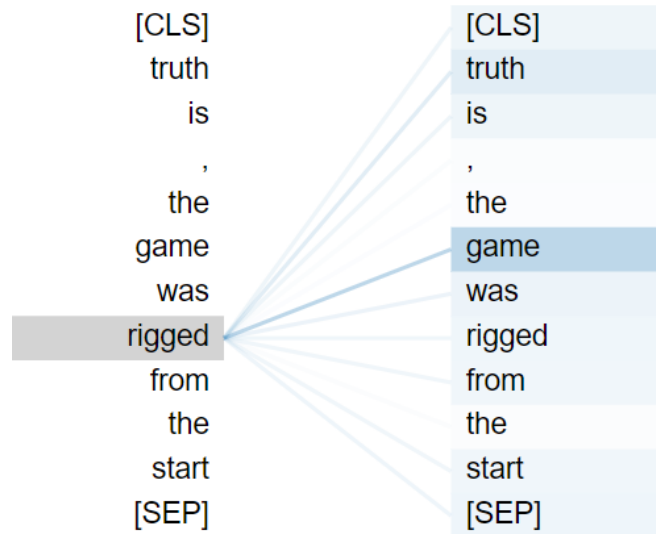 [CLS] [CLS]
truth truth
is is
, ,
the the
game game
was was
rigged rigged
from from
the the
start start
[SEP] [SEP]